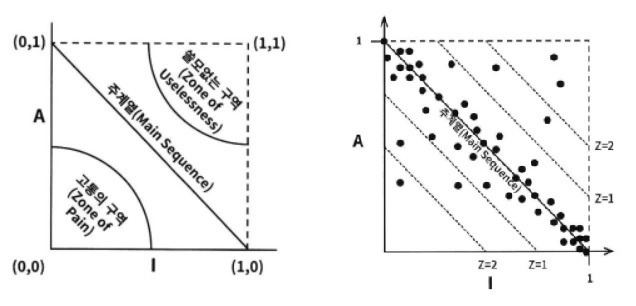 (0,1)
(1,1)
쓸모없는 구역
(Zone of
Uselessness)
주계열(Main Sequence)
A
고통의 구역
(Zone of
Pain)
(0,0)
I
(1,0)
1
주계열(Main Sequence)
A
Z=2
Z=1
Z=2
Z=1
1
I